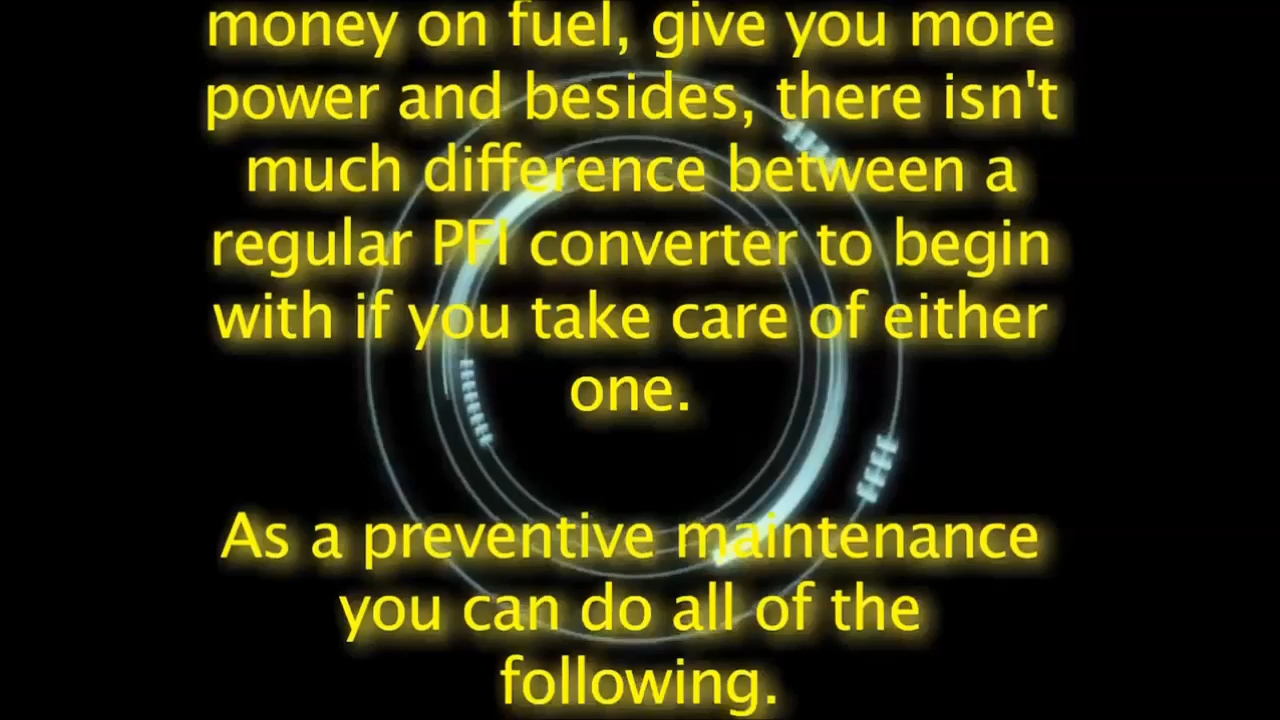 money on fuel, give you more
power and besides, there isn't
much difference between a
regular PFI converter to begin
with if you take care of either
one.
As a preventive maintenance
you can do all of the
following.